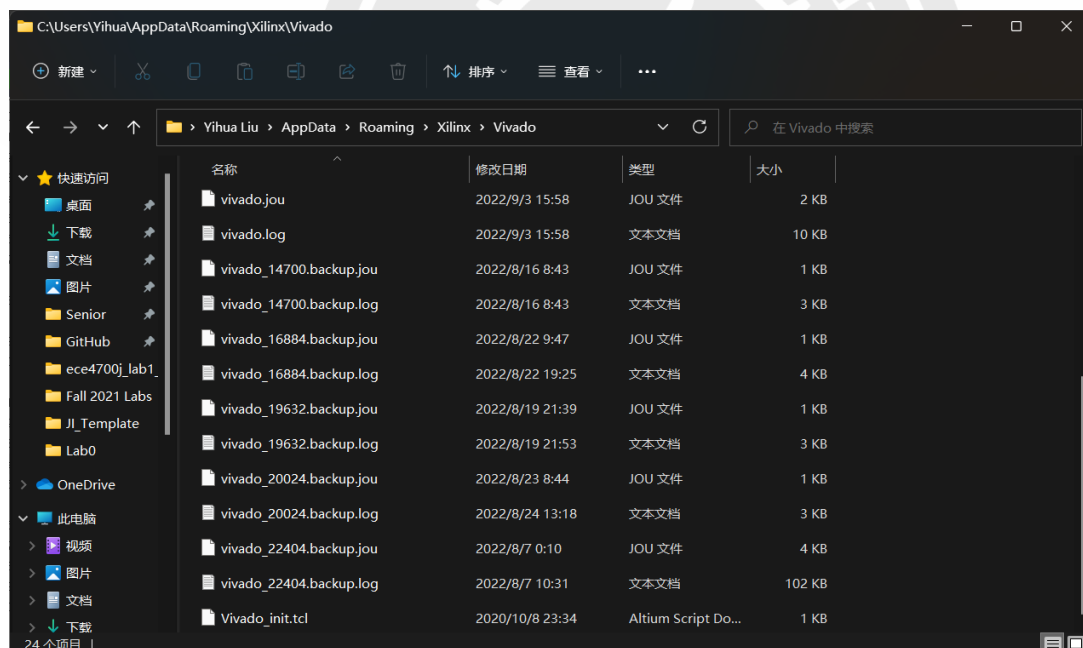 C:\Users\Yihua\AppData\Roaming\Xilinx\Vivado
新建 排序 查看
Yihua Liu > AppData > Roaming > Xilinx > Vivado 在 Vivado 中搜索
快速访问
桌面
下载
文档
图片
Senior
GitHub
ece4700j_lab1_
Fall 2021 Labs
JI_Template
Lab0
OneDrive
此电脑
视频
图片
文档
下载
名称 修改日期 类型 大小
vivado.jou 2022/9/3 15:58 JOU 文件 2 KB
vivado.log 2022/9/3 15:58 文本文档 10 KB
vivado_14700.backup.jou 2022/8/16 8:43 JOU 文件 1 KB
vivado_14700.backup.log 2022/8/16 8:43 文本文档 3 KB
vivado_16884.backup.jou 2022/8/22 9:47 JOU 文件 1 KB
vivado_16884.backup.log 2022/8/22 19:25 文本文档 4 KB
vivado_19632.backup.jou 2022/8/19 21:39 JOU 文件 1 KB
vivado_19632.backup.log 2022/8/19 21:53 文本文档 3 KB
vivado_20024.backup.jou 2022/8/23 8:44 JOU 文件 1 KB
vivado_20024.backup.log 2022/8/24 13:18 文本文档 3 KB
vivado_22404.backup.jou 2022/8/7 0:10 JOU 文件 4 KB
vivado_22404.backup.log 2022/8/7 10:31 文本文档 102 KB
Vivado_init.tcl 2020/10/8 23:34 Altium Script Do... 1 KB
24 个项目